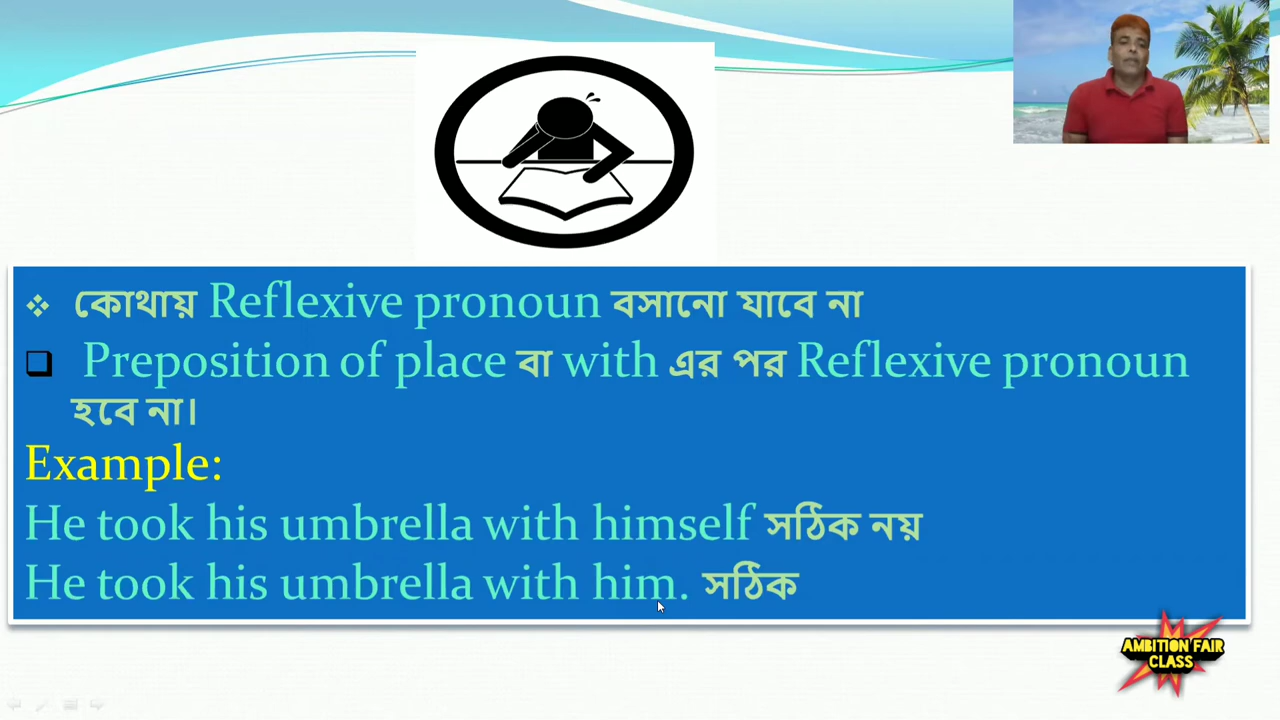 ❖ কোথায় Reflexive pronoun বসানো যাবে না
❑ Preposition of place বা with এর পর Reflexive pronoun
হবে না।
Example:
He took his umbrella with himself সঠিক নয়
He took his umbrella with him. সঠিক
AMBITION FAIR
CLASS